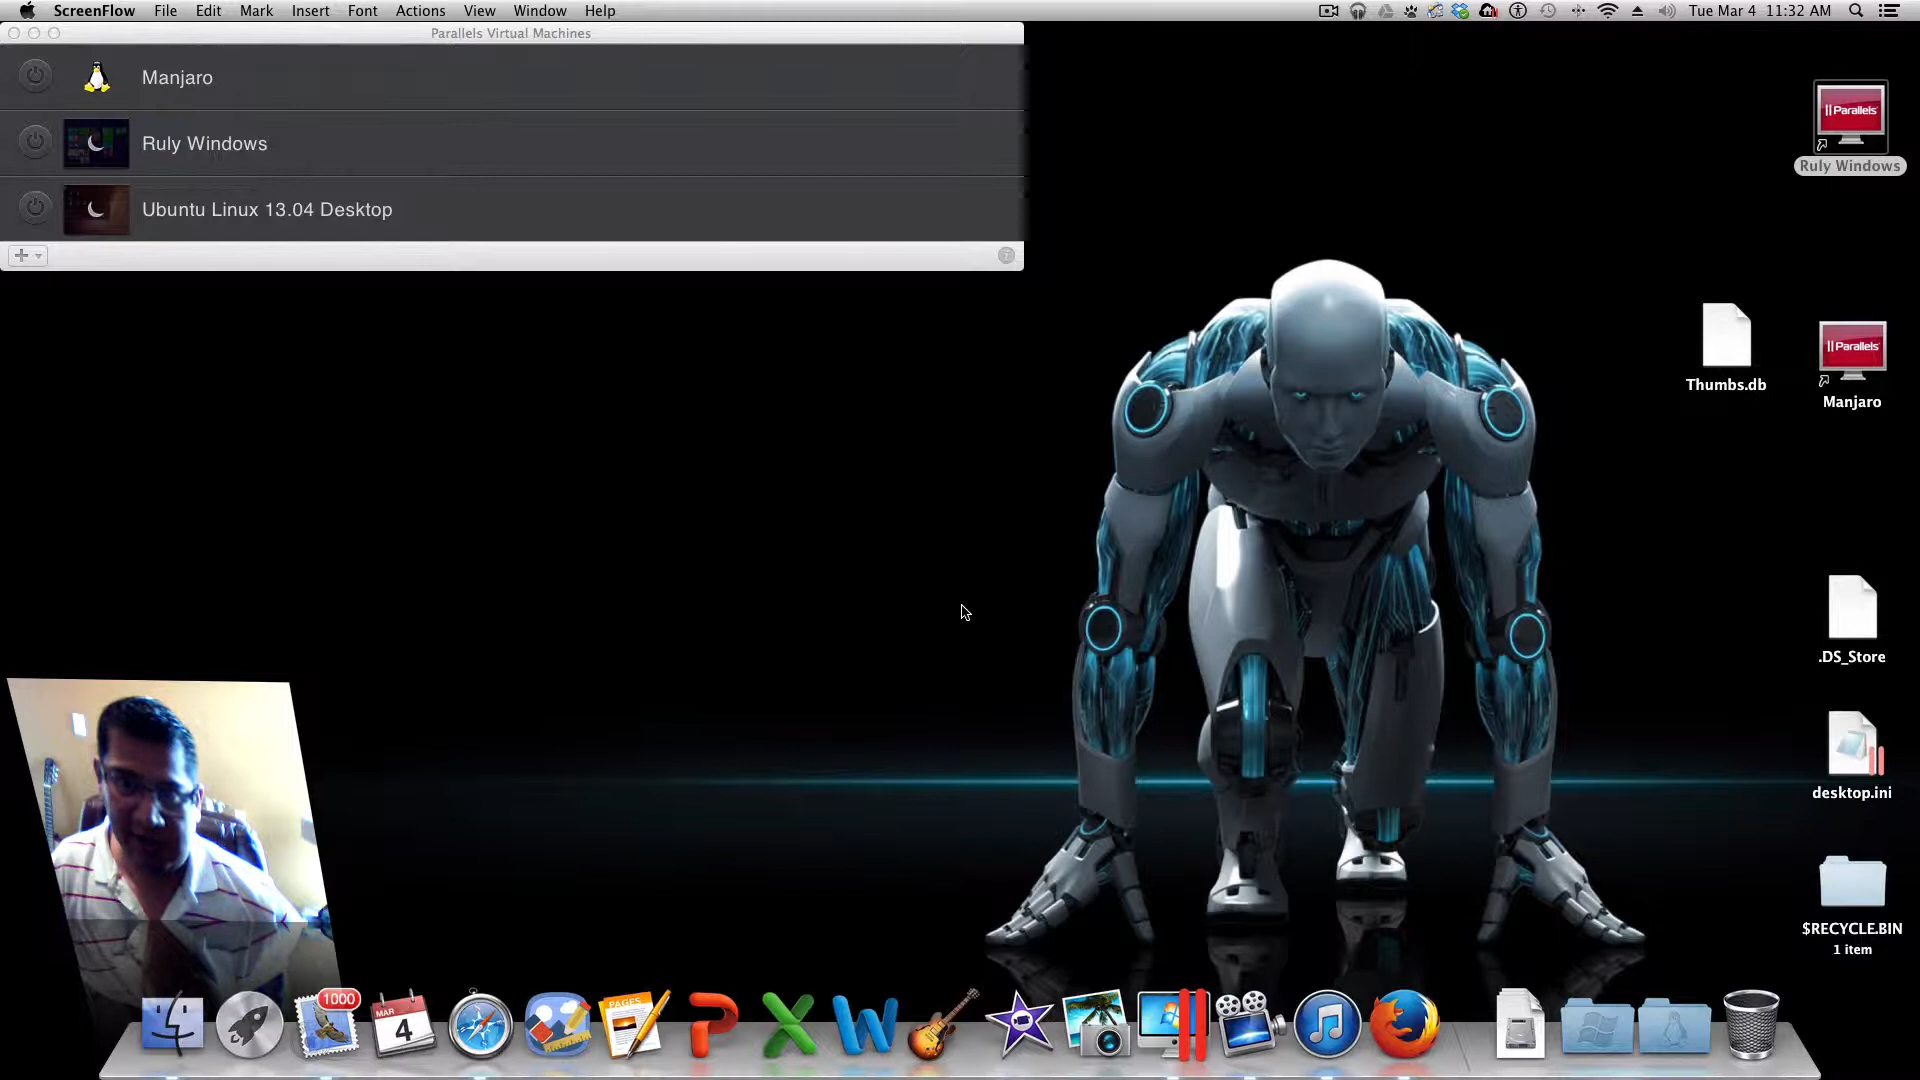 ScreenFlow File Edit Mark Insert Font Actions View Window Help Tue Mar 4 11:32 AM
Parallels Virtual Machines
Manjaro
Ruly Windows
Ubuntu Linux 13.04 Desktop
Parallels
Ruly Windows
Thumbs.db
Parallels
Manjaro
.DS_Store
desktop.ini
$RECYCLE.BIN
1 item
1000
MAR
4
PAGES